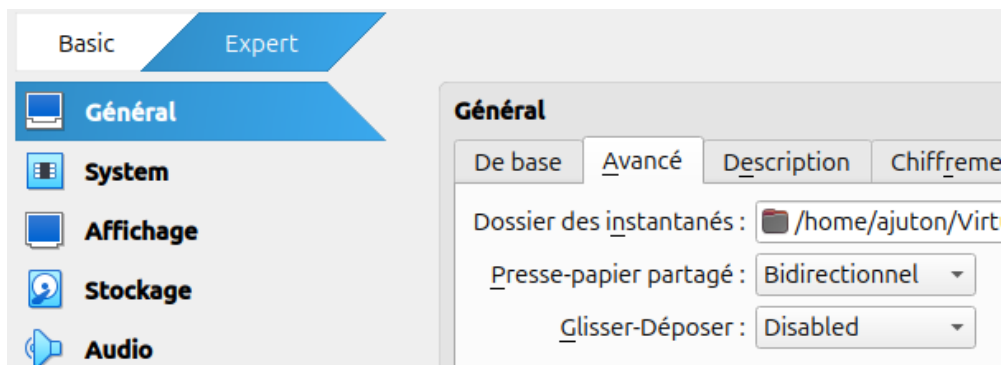 Basic Expert
Général
System
Affichage
Stockage
Audio
Général
De base Avancé Description Chiffreme
Dossier des instantanés : /home/ajuton/Virt
Presse-papier partagé : Bidirectionnel
Glisser-Déposer : Disabled